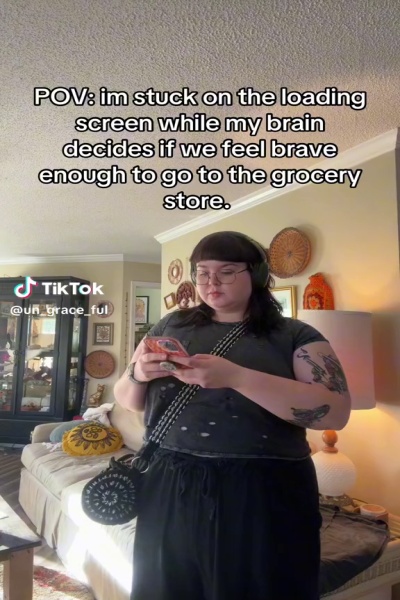 POV: im stuck on the loading
screen while my brain
decides if we feel brave
enough to go to the grocery
store.
TikTok
@un_grace_ful